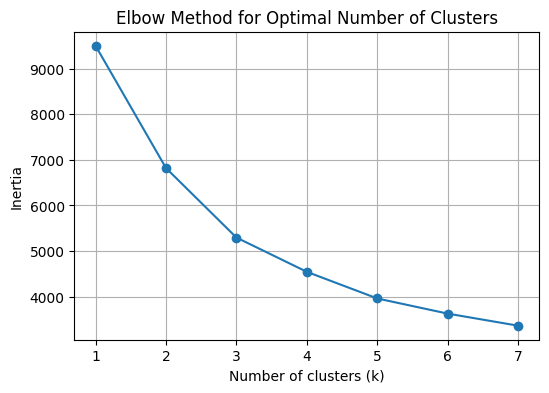 Elbow Method for Optimal Number of Clusters
9000
8000
7000
6000
5000
4000
Inertia
1 2 3 4 5 6 7
Number of clusters (k)